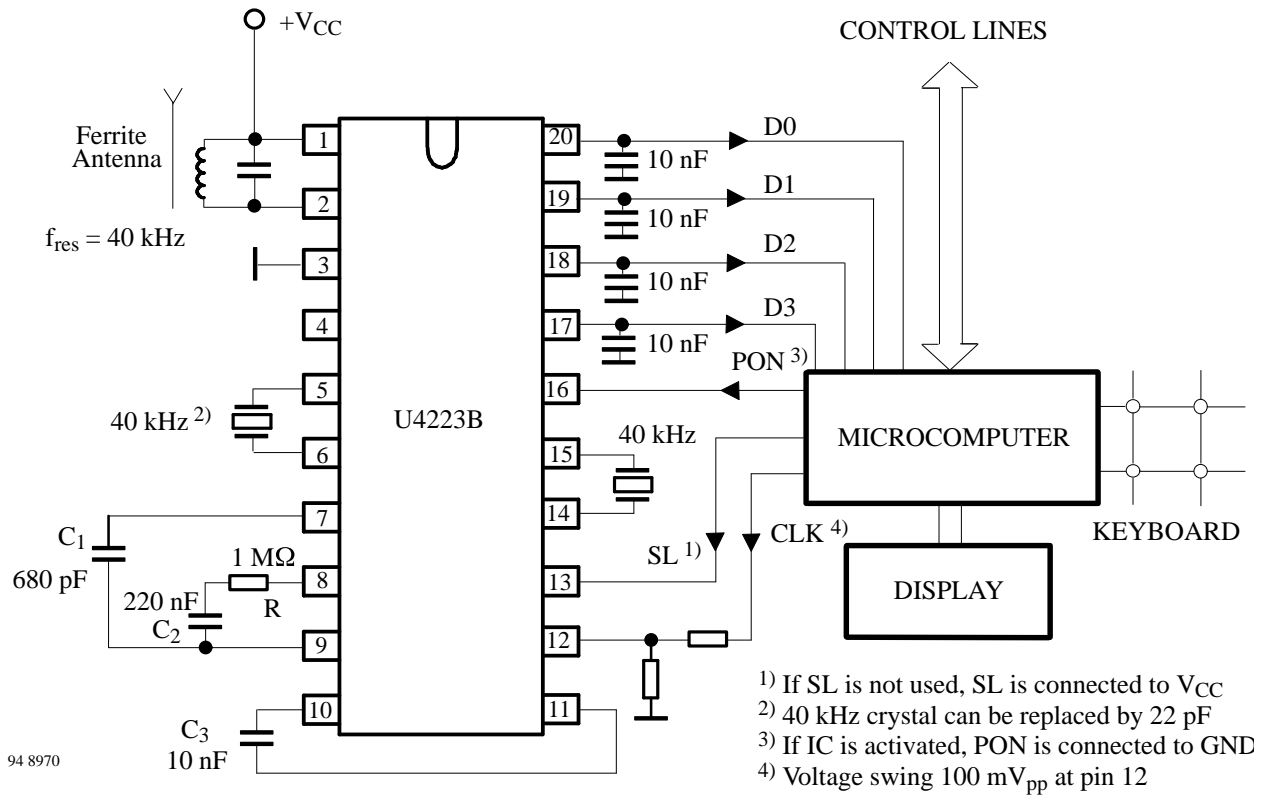 +VCC
CONTROL LINES
Ferrite
Antenna
fres = 40 kHz
1
2
3
4
5
6
7
8
9
10
20
19
18
17
16
15
14
13
12
11
U4223B
10 nF
D0
10 nF
D1
10 nF
D2
10 nF
D3
PON 3)
40 kHz 2)
40 kHz
MICROCOMPUTER
KEYBOARD
C1
680 pF
1 MΩ
R
220 nF
C2
SL 1)
CLK 4)
DISPLAY
C3
10 nF
1) If SL is not used, SL is connected to VCC
2) 40 kHz crystal can be replaced by 22 pF
3) If IC is activated, PON is connected to GND
4) Voltage swing 100 mVpp at pin 12
94 8970